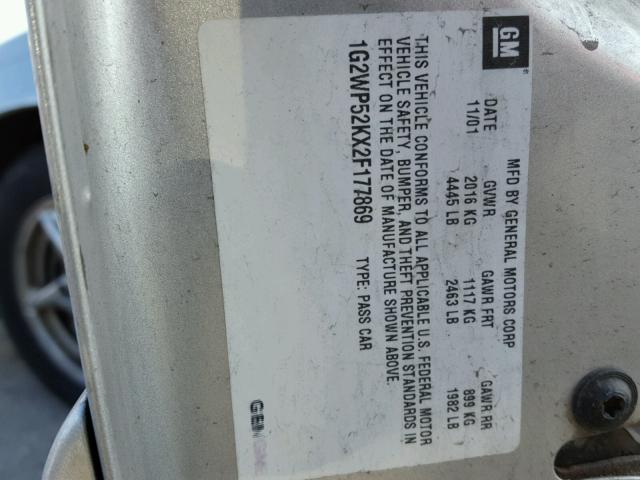 GM
MFD BY GENERAL MOTORS CORP
DATE GVWR GAWR FRT GAWR RR
11/01 2016 KG 1117 KG 899 KG
4445 LB 2463 LB 1982 LB
THIS VEHICLE CONFORMS TO ALL APPLICABLE U.S. FEDERAL MOTOR
VEHICLE SAFETY, BUMPER, AND THEFT PREVENTION STANDARDS IN
EFFECT ON THE DATE OF MANUFACTURE SHOWN ABOVE.
1G2WP52KX2F177869 TYPE: PASS CAR